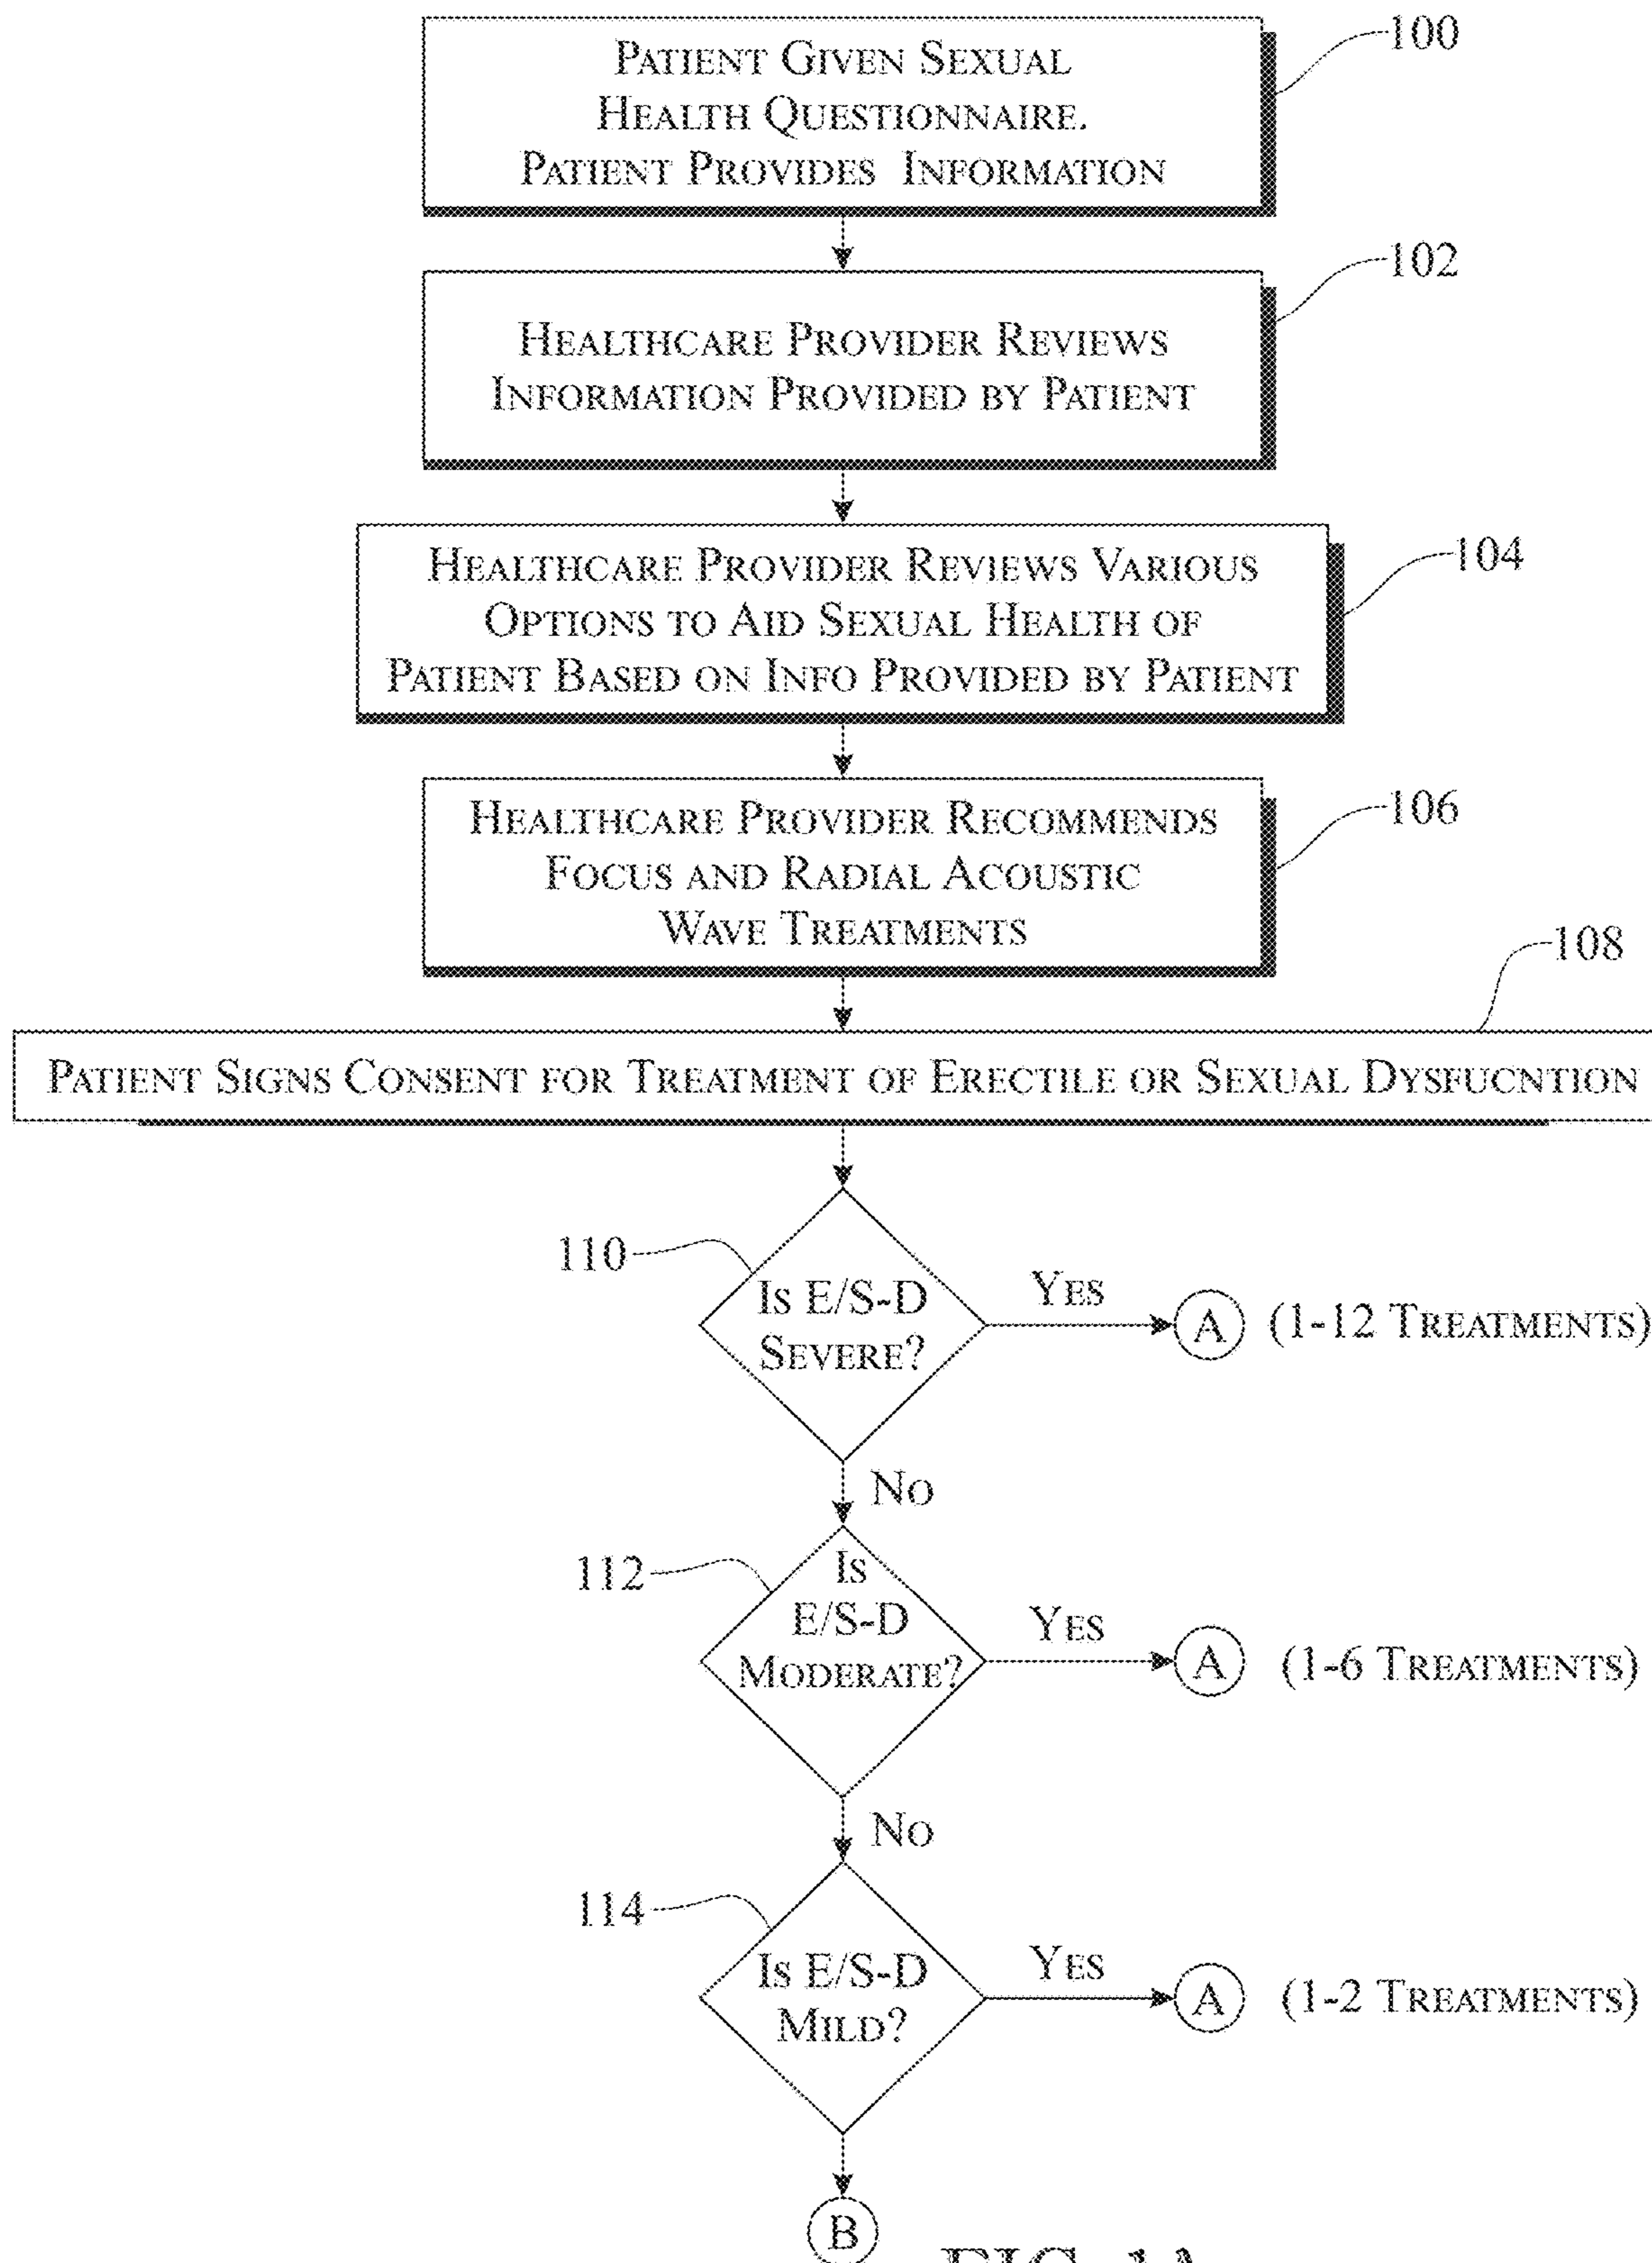 PATIENT GIVEN SEXUAL
HEALTH QUESTIONNAIRE.
PATIENT PROVIDES INFORMATION
100
HEALTHCARE PROVIDER REVIEWS
INFORMATION PROVIDED BY PATIENT
102
HEALTHCARE PROVIDER REVIEWS VARIOUS
OPTIONS TO AID SEXUAL HEALTH OF
PATIENT BASED ON INFO PROVIDED BY PATIENT
104
HEALTHCARE PROVIDER RECOMMENDS
FOCUS AND RADIAL ACOUSTIC
WAVE TREATMENTS
106
108
PATIENT SIGNS CONSENT FOR TREATMENT OF ERECTILE OR SEXUAL DYSFUCNTION
110
IS E/S-D
SEVERE?
YES
A
(1-12 TREATMENTS)
NO
112
IS
E/S-D
MODERATE?
YES
A
(1-6 TREATMENTS)
NO
114
IS E/S-D
MILD?
YES
A
(1-2 TREATMENTS)
B
FIG. 1A